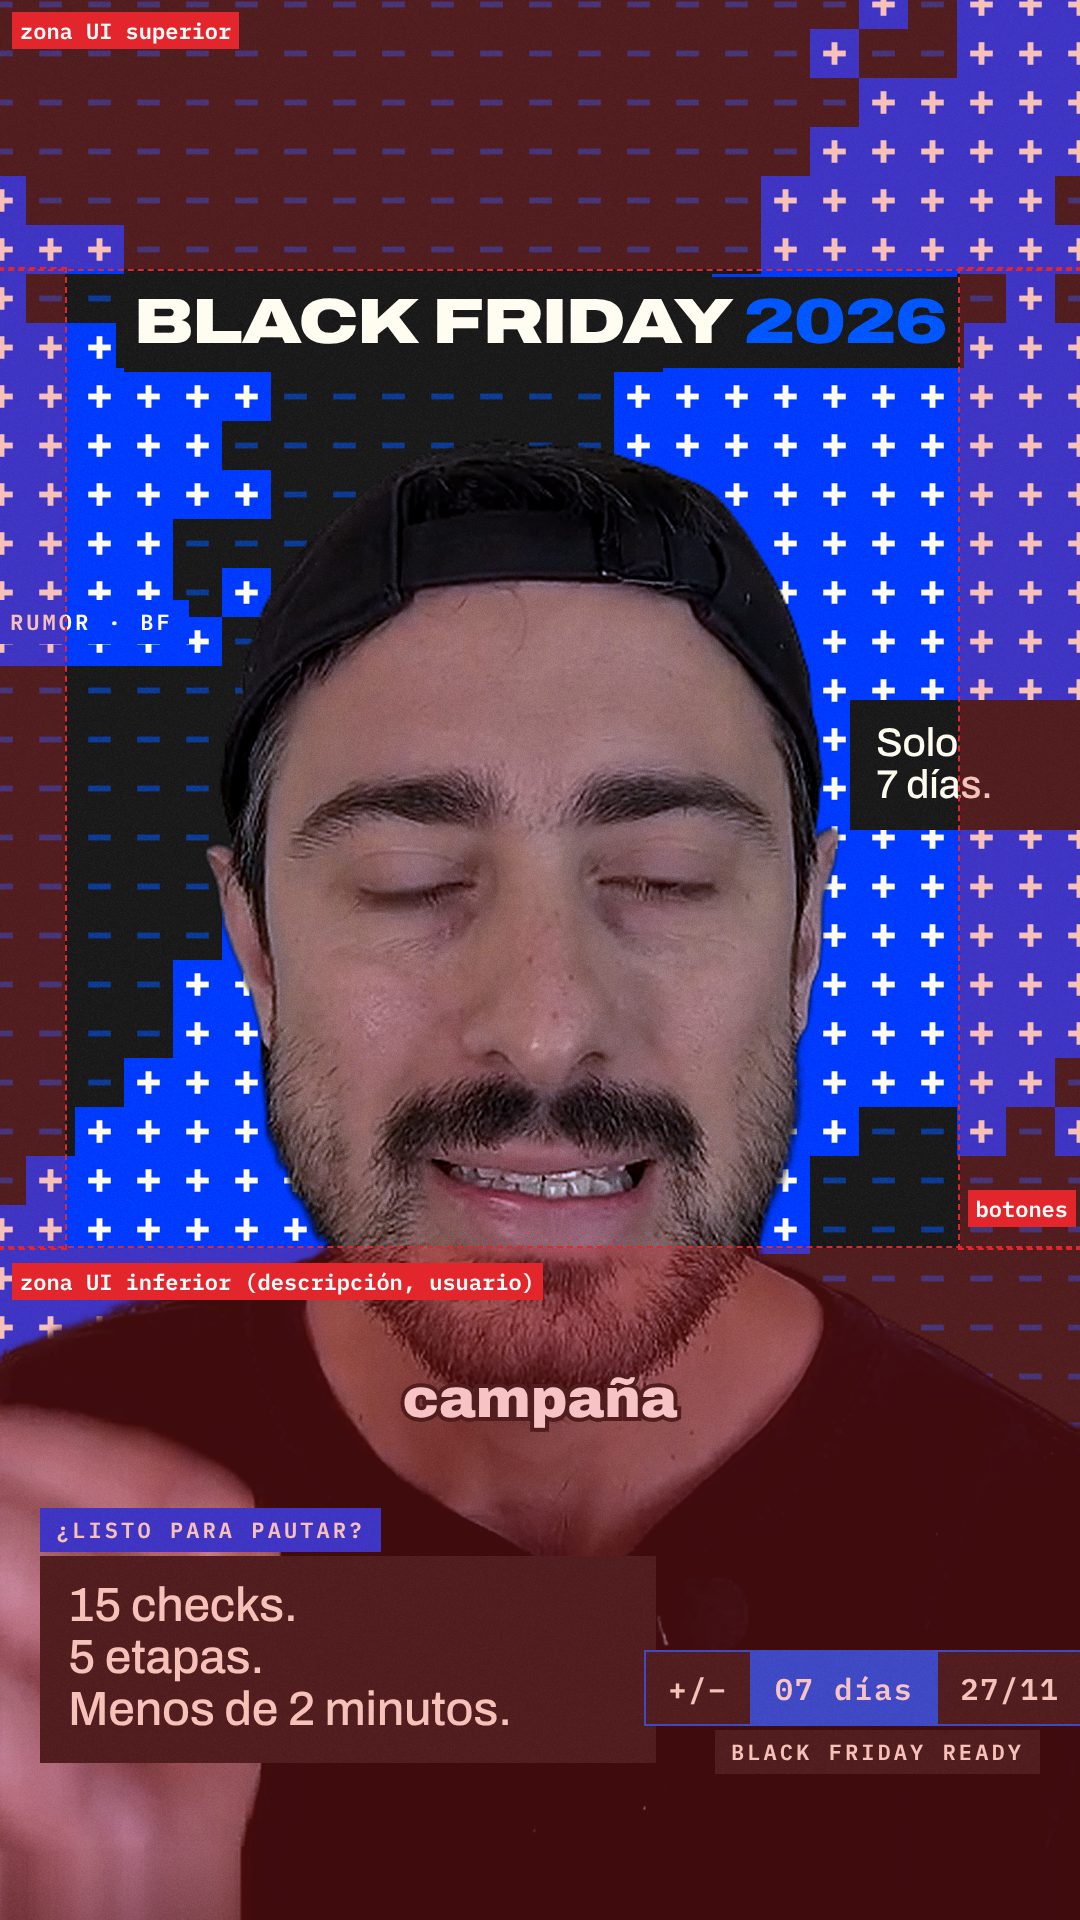 zona UI superior
BLACK FRIDAY 2026
RUMOR · BF
Solo
7 días.
botones
zona UI inferior (descripción, usuario)
campaña
¿LISTO PARA PAUTAR?
15 checks.
5 etapas.
Menos de 2 minutos.
+/− 07 días 27/11
BLACK FRIDAY READY